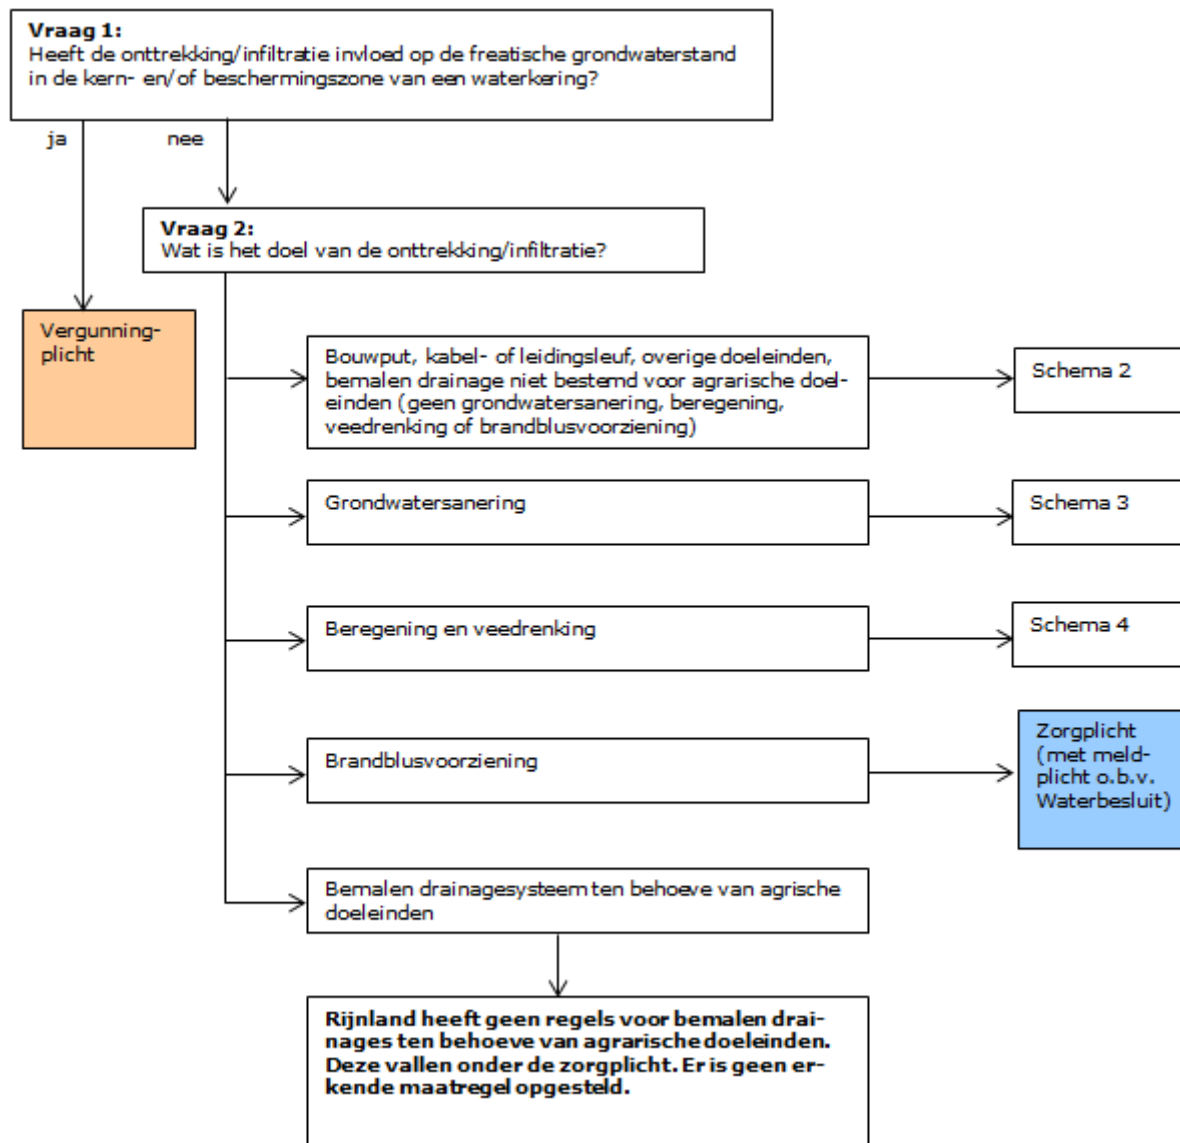 Vraag 1:
Heeft de onttrekking/infiltratie invloed op de freatische grondwaterstand
in de kern- en/of beschermingszone van een waterkering?
ja
nee
Vraag 2:
Wat is het doel van de onttrekking/infiltratie?
Vergunning-
plicht
Bouwput, kabel- of leidingsleuf, overige doeleinden,
bemalen drainage niet bestemd voor agrarische doel-
einden (geen grondwatersanering, beregening,
veedrenking of brandblusvoorziening)
Schema 2
Grondwatersanering
Schema 3
Beregening en veedrenking
Schema 4
Brandblusvoorziening
Zorgplicht
(met meld-
plicht o.b.v.
Waterbesluit)
Bemalen drainagesysteem ten behoeve van agrische
doeleinden
Rijnland heeft geen regels voor bemalen drai-
nages ten behoeve van agrarische doeleinden.
Deze vallen onder de zorgplicht. Er is geen er-
kende maatregel opgesteld.